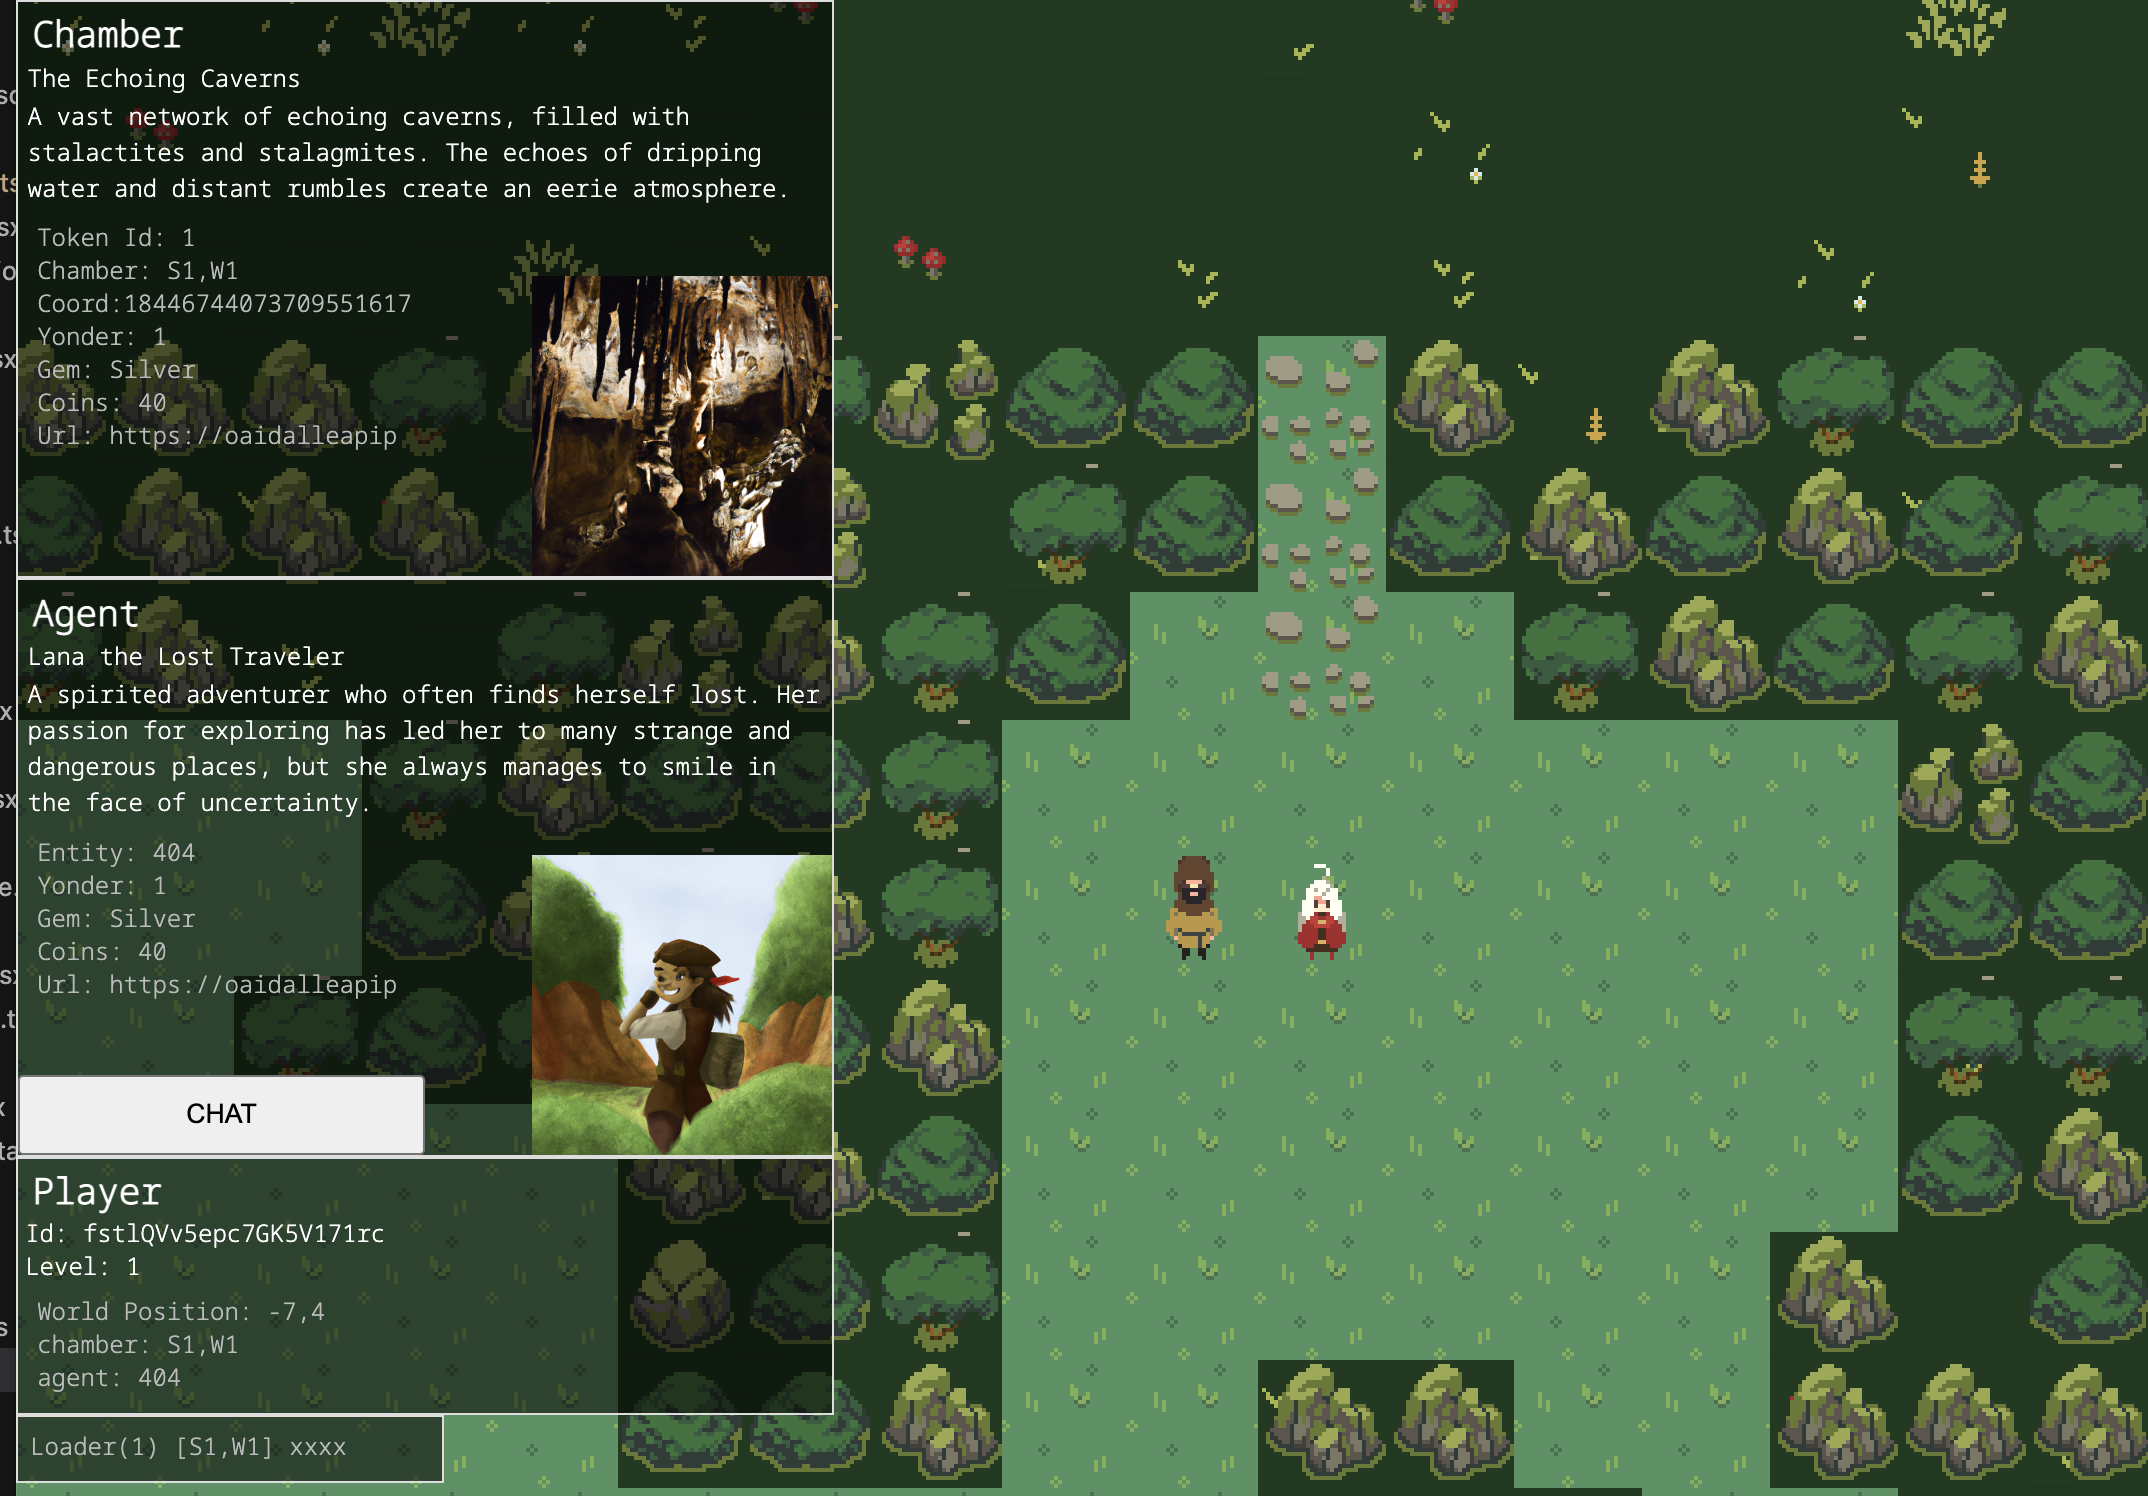 Chamber
The Echoing Caverns
A vast network of echoing caverns, filled with
stalactites and stalagmites. The echoes of dripping
water and distant rumbles create an eerie atmosphere.
Token Id: 1
Chamber: S1,W1
Coord:18446744073709551617
Yonder: 1
Gem: Silver
Coins: 40
Url: https://oaidalleapip
Agent
Lana the Lost Traveler
A spirited adventurer who often finds herself lost. Her
passion for exploring has led her to many strange and
dangerous places, but she always manages to smile in
the face of uncertainty.
Entity: 404
Yonder: 1
Gem: Silver
Coins: 40
Url: https://oaidalleapip
CHAT
Player
Id: fstlQVv5epc7GK5V171rc
Level: 1
World Position: -7,4
chamber: S1,W1
agent: 404
Loader(1) [S1,W1] xxxx